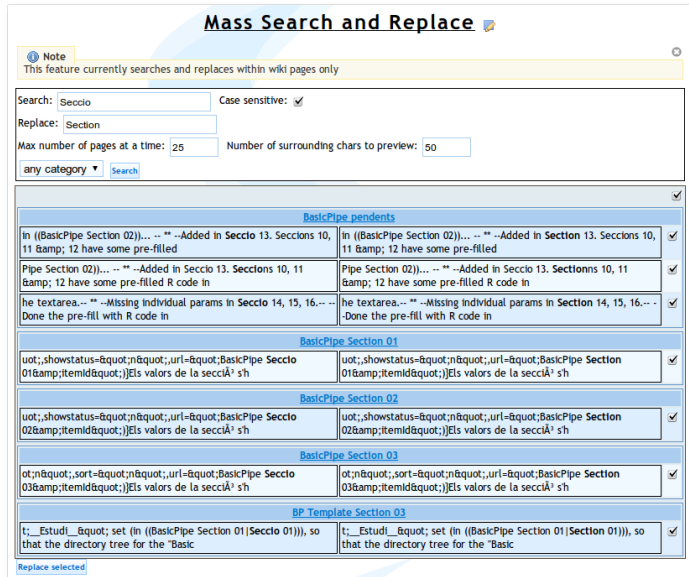 Mass Search and Replace
Note
This feature currently searches and replaces within wiki pages only
Search: Seccio Case sensitive:
Replace: Section
Max number of pages at a time: 25 Number of surrounding chars to preview: 50
any category Search
BasicPipe pendents
in ((BasicPipe Section 02))... -- ** --Added in Seccio 13. Seccions 10,
11 &amp; 12 have some pre-filled
in ((BasicPipe Section 02))... -- ** --Added in Section 13. Seccions 10,
11 &amp; 12 have some pre-filled
Pipe Section 02))... -- ** --Added in Seccio 13. Seccions 10, 11
&amp; 12 have some pre-filled R code in
Pipe Section 02))... -- ** --Added in Seccio 13. Sectionns 10, 11
&amp; 12 have some pre-filled R code in
he textarea.-- ** --Missing individual params in Seccio 14, 15, 16.-- --
-Done the pre-fill with R code in
he textarea.-- ** --Missing individual params in Section 14, 15, 16.-- -
-Done the pre-fill with R code in
BasicPipe Section 01
uot;,showstatus=&quot;n&quot;,url=&quot;BasicPipe Seccio
01&amp;itemId&quot;)]Els valors de la secciÃ³ s'h
uot;,showstatus=&quot;n&quot;,url=&quot;BasicPipe Section
01&amp;itemId&quot;)]Els valors de la secciÃ³ s'h
BasicPipe Section 02
uot;,showstatus=&quot;n&quot;,url=&quot;BasicPipe Seccio
02&amp;itemId&quot;)]Els valors de la secciÃ³ s'h
uot;,showstatus=&quot;n&quot;,url=&quot;BasicPipe Section
02&amp;itemId&quot;)]Els valors de la secciÃ³ s'h
BasicPipe Section 03
ot;n&quot;,sort=&quot;n&quot;,url=&quot;BasicPipe Seccio
03&amp;itemId&quot;)]Els valors de la secciÃ³ s'h
ot;n&quot;,sort=&quot;n&quot;,url=&quot;BasicPipe Section
03&amp;itemId&quot;)]Els valors de la secciÃ³ s'h
BP Template Section 03
t;__Estudi__&quot; set (in ((BasicPipe Section 01|Seccio 01))), so
that the directory tree for the "Basic
t;__Estudi__&quot; set (in ((BasicPipe Section 01|Section 01))), so
that the directory tree for the "Basic
Replace selected